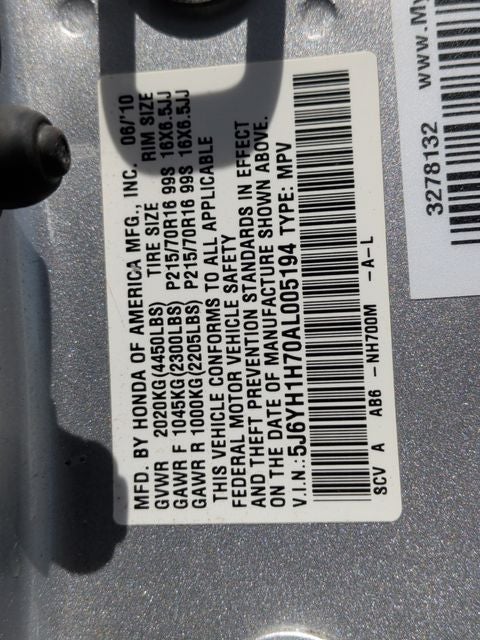 MFD. BY HONDA OF AMERICA MFG., INC. 06/'10
GVWR 2020KG(4450LBS) TIRE SIZE RIM SIZE
GAWR F 1045KG(2300LBS) P215/70R16 99S 16X6.5JJ
GAWR R 1000KG(2205LBS) P215/70R16 99S 16X6.5JJ
THIS VEHICLE CONFORMS TO ALL APPLICABLE
FEDERAL MOTOR VEHICLE SAFETY
AND THEFT PREVENTION STANDARDS IN EFFECT
ON THE DATE OF MANUFACTURE SHOWN ABOVE.
V.I.N.:5J6YH1H70AL005194 TYPE: MPV
SCV A AB6 -NH700M -A-L
www.My
3278132